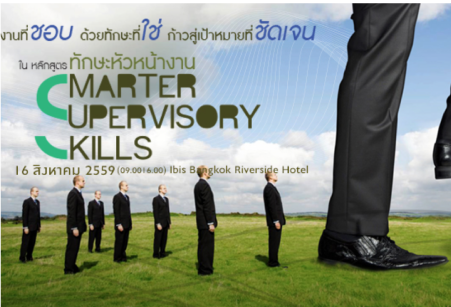 งานที่ชอบ ด้วยทักษะที่ใช่ ก้าวสู่เป้าหมายที่ชัดเจน
ใน หลักสูตร ทักษะหัวหน้างาน
SMARTER
SUPERVISORY
SKILLS
16 สิงหาคม 2559 (09.00-16.00) Ibis Bangkok Riverside Hotel